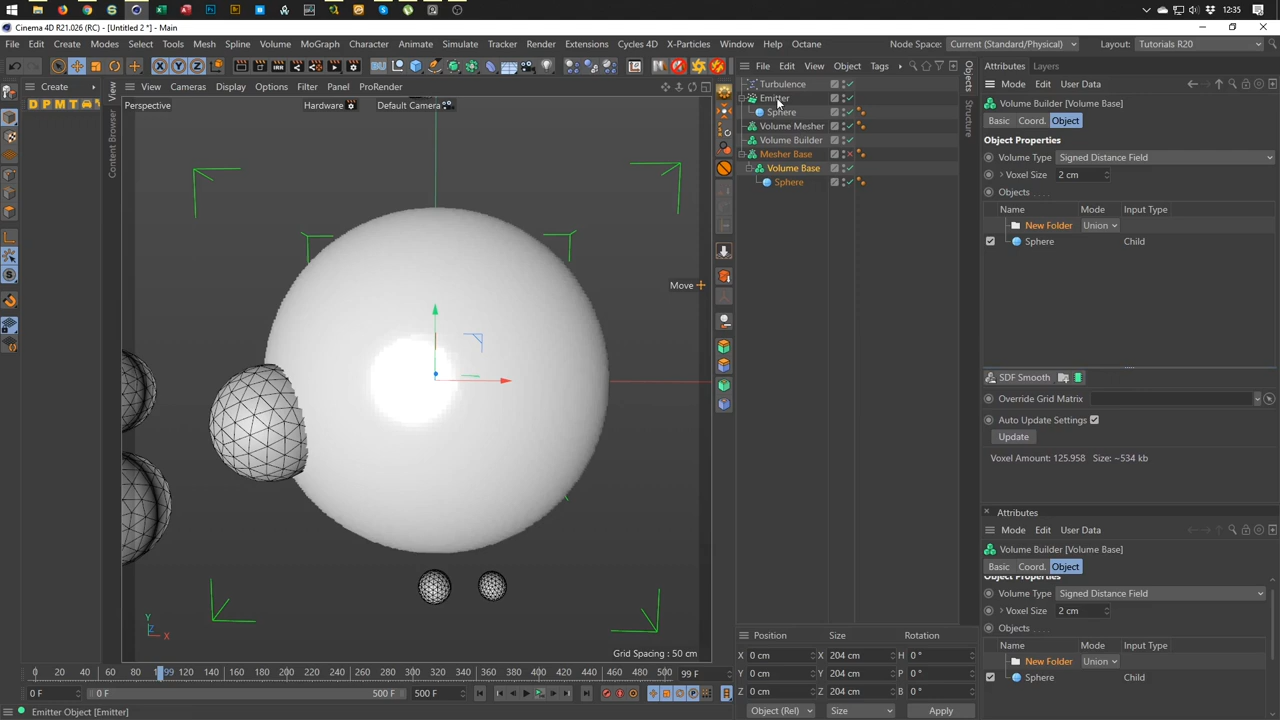 12:35
Cinema 4D R21.026 (RC) - [Untitled 2 *] - Main
File Edit Create Modes Select Tools Mesh Spline Volume MoGraph Character Animate Simulate Tracker Render Extensions Cycles 4D X-Particles Window Help Octane Node Space: Current (Standard/Physical) Layout: Tutorials R20
X Y Z
Create
D P M T
Content Browser
View
View Cameras Display Options Filter Panel ProRender
Perspective Hardware Default Camera
Move
Grid Spacing : 50 cm
Y
Z X
File Edit View Object Tags
Turbulence
Emitter
Sphere
Volume Mesher
Volume Builder
Mesher Base
Volume Base
Sphere
Objects
Structure
Attributes Layers
Mode Edit User Data
Volume Builder [Volume Base]
Basic Coord. Object
Object Properties
Volume Type Signed Distance Field
Voxel Size 2 cm
Objects . . . .
Name Mode Input Type
New Folder Union
Sphere Child
SDF Smooth
Override Grid Matrix
Auto Update Settings
Update
Voxel Amount: 125.958 Size: ~534 kb
Attributes
Mode Edit User Data
Volume Builder [Volume Base]
Basic Coord. Object
Object Properties
Volume Type Signed Distance Field
Voxel Size 2 cm
Objects . . . .
Name Mode Input Type
New Folder Union
Sphere Child
Position Size Rotation
X 0 cm X 204 cm H 0 °
Y 0 cm Y 204 cm P 0 °
Z 0 cm Z 204 cm B 0 °
Object (Rel) Size Apply
0 20 40 60 80 99 120 140 160 180 200 220 240 260 280 300 320 340 360 380 400 420 440 460 480 500 99 F
0 F 0 F 500 F 500 F
Emitter Object [Emitter]